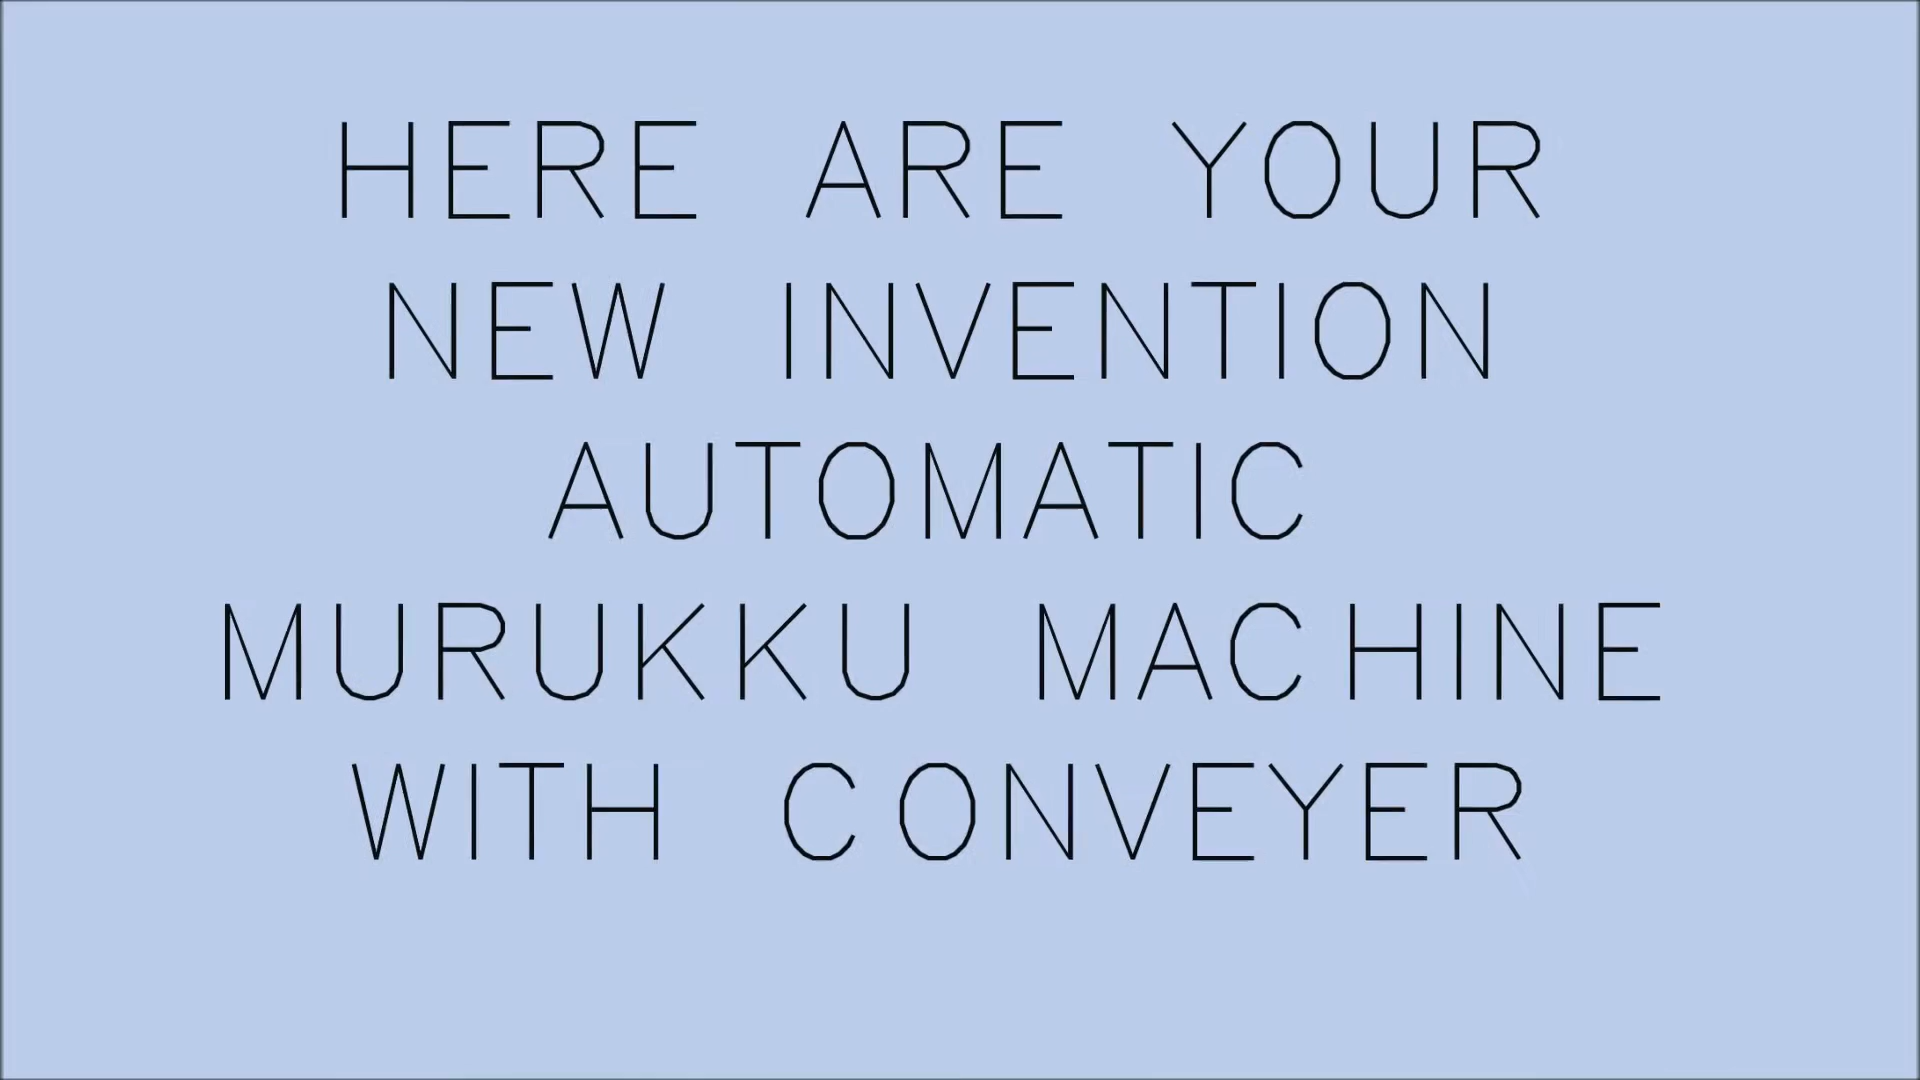 HERE ARE YOUR
NEW INVENTION
AUTOMATIC
MURUKKU MACHINE
WITH CONVEYER